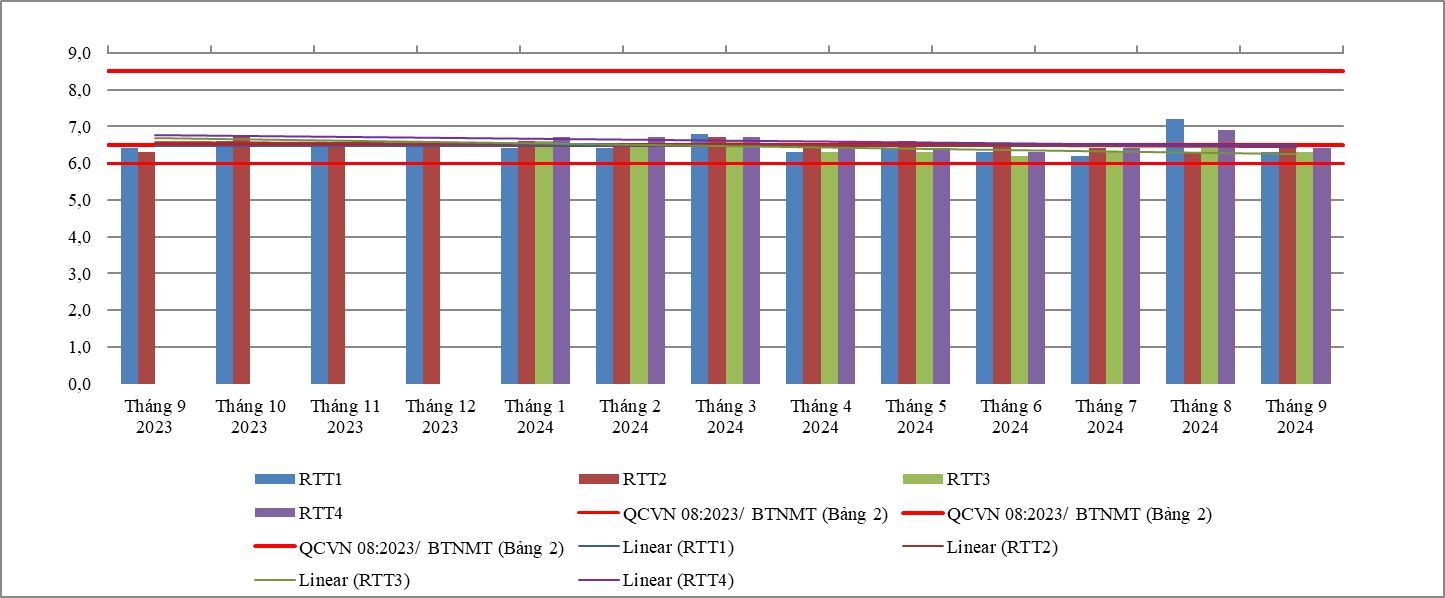 9,0
8,0
7,0
6,0
5,0
4,0
3,0
2,0
1,0
0,0
Tháng 9 Tháng 10 Tháng 11 Tháng 12 Tháng 1 Tháng 2 Tháng 3 Tháng 4 Tháng 5 Tháng 6 Tháng 7 Tháng 8 Tháng 9
2023 2023 2023 2023 2024 2024 2024 2024 2024 2024 2024 2024 2024
RTT1 RTT2 RTT3
RTT4 QCVN 08:2023/ BTNMT (Bảng 2) QCVN 08:2023/ BTNMT (Bảng 2)
QCVN 08:2023/ BTNMT (Bảng 2) Linear (RTT1) Linear (RTT2)
Linear (RTT3) Linear (RTT4)